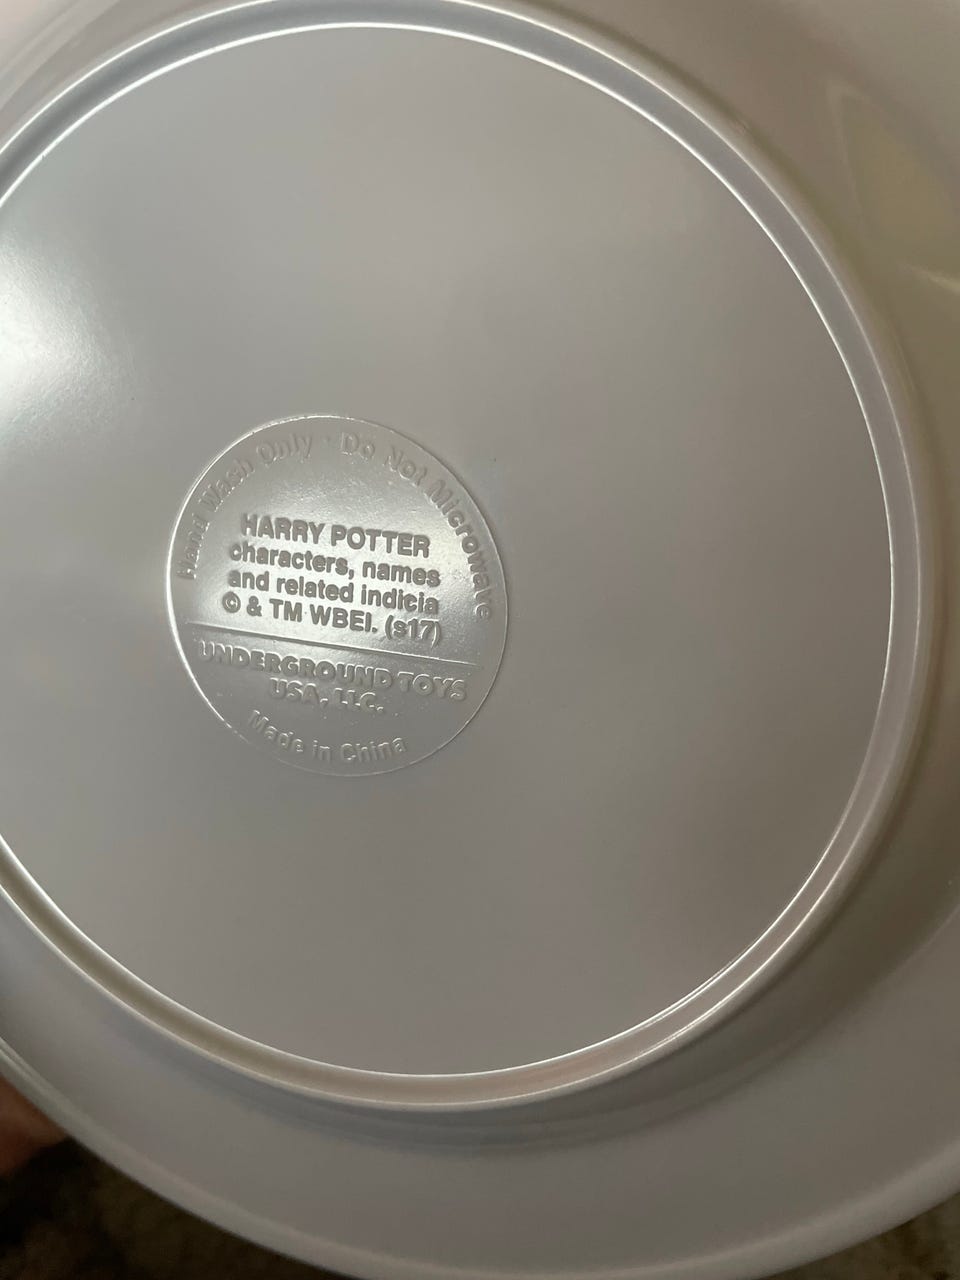 Hand Wash Only · Do Not Microwave
HARRY POTTER
characters, names
and related indicia
© & TM WBEI. (s17)
UNDERGROUND TOYS
USA, LLC.
Made in China